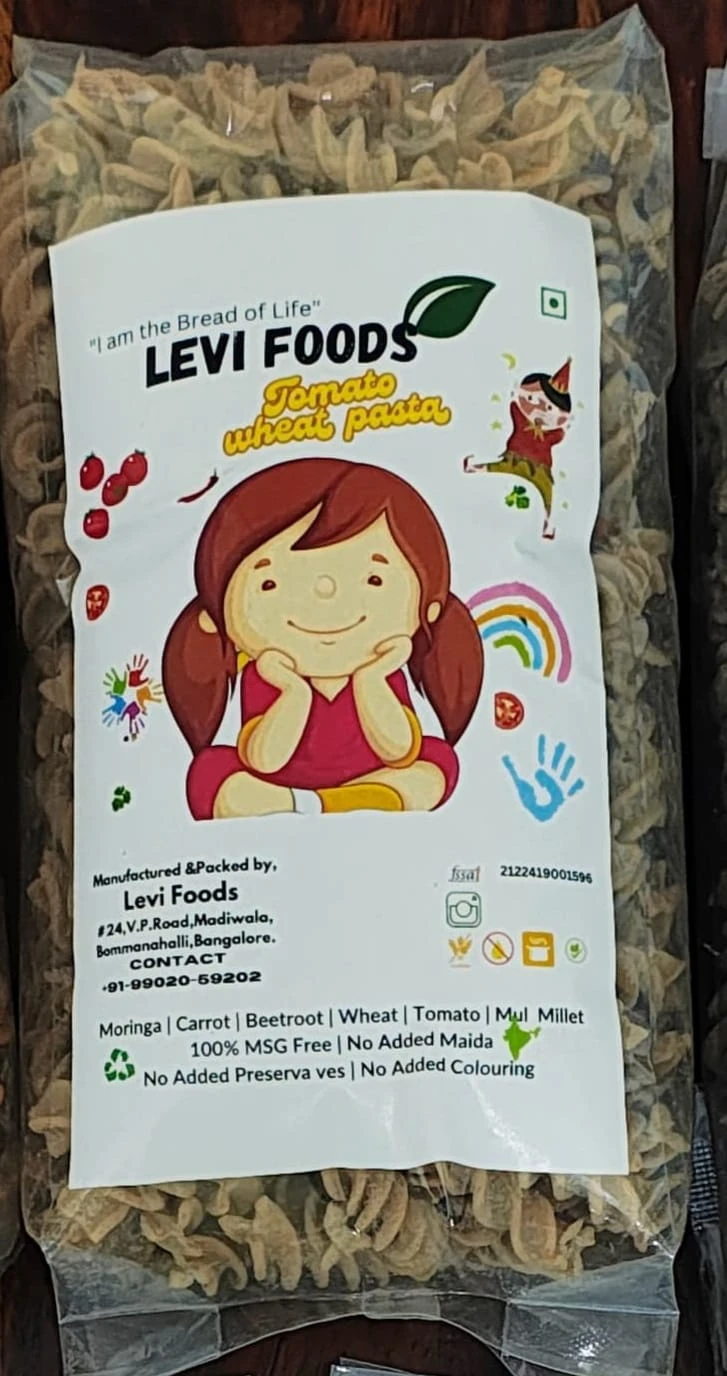 "I am the Bread of Life"
LEVI FOODS
Tomato
wheat pasta
Manufactured &Packed by,
Levi Foods
#24,V.P.Road,Madiwala,
Bommanahalli,Bangalore.
CONTACT
+91-99020-59202
fssai 2122419001596
Moringa | Carrot | Beetroot | Wheat | Tomato | Mul Millet
100% MSG Free | No Added Maida
No Added Preserva ves | No Added Colouring